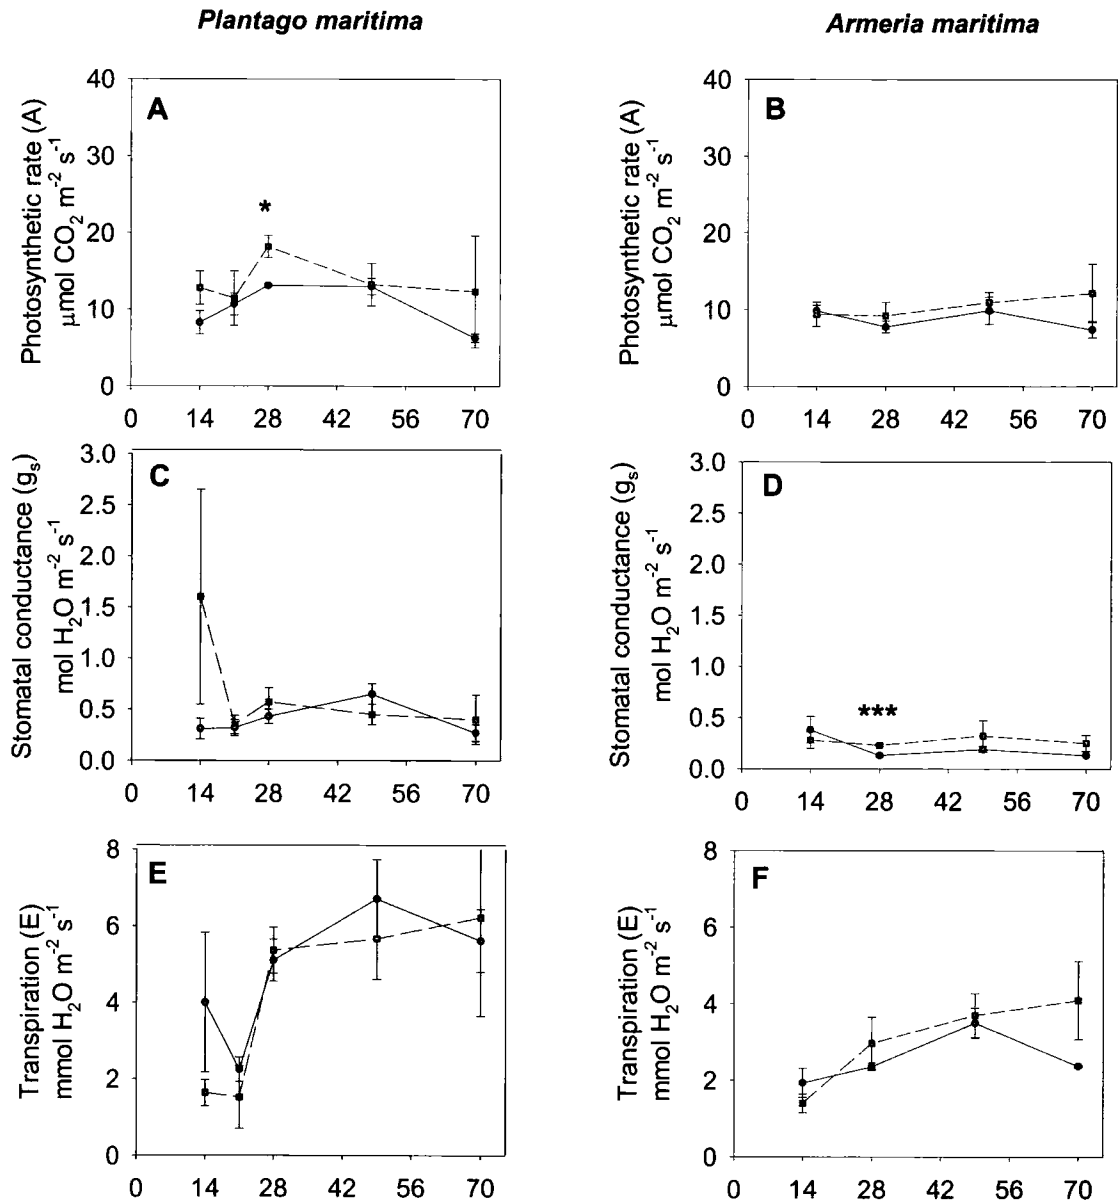 Plantago maritima
Armeria maritima
Photosynthetic rate (A)
μmol CO₂ m⁻² s⁻¹
40
30
20
10
0
A
*
0 14 28 42 56 70
Photosynthetic rate (A)
μmol CO₂ m⁻² s⁻¹
40
30
20
10
0
B
0 14 28 42 56 70
Stomatal conductance (gₛ)
mol H₂O m⁻² s⁻¹
3.0
2.5
2.0
1.5
1.0
0.5
0.0
C
0 14 28 42 56 70
Stomatal conductance (gₛ)
mol H₂O m⁻² s⁻¹
3.0
2.5
2.0
1.5
1.0
0.5
0.0
D
***
0 14 28 42 56 70
Transpiration (E)
mmol H₂O m⁻² s⁻¹
8
6
4
2
0
E
0 14 28 42 56 70
Transpiration (E)
mmol H₂O m⁻² s⁻¹
8
6
4
2
0
F
0 14 28 42 56 70